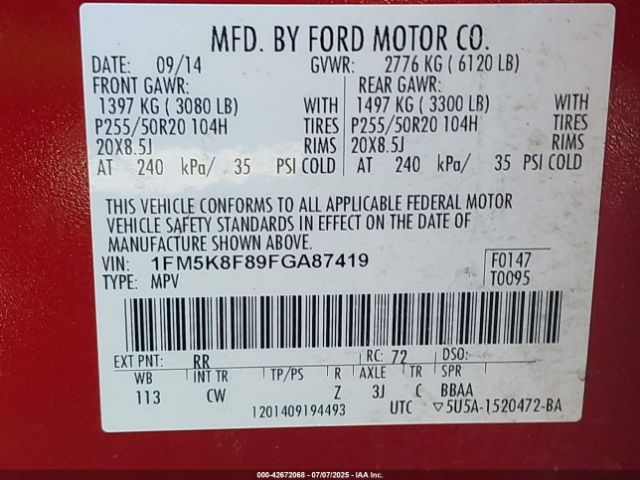 MFD. BY FORD MOTOR CO.
DATE: 09/14 GVWR: 2776 KG ( 6120 LB)
FRONT GAWR: REAR GAWR:
1397 KG ( 3080 LB) WITH 1497 KG ( 3300 LB) WITH
P255/50R20 104H TIRES P255/50R20 104H TIRES
20X8.5J RIMS 20X8.5J RIMS
AT 240 kPa/ 35 PSI COLD AT 240 kPa/ 35 PSI COLD
THIS VEHICLE CONFORMS TO ALL APPLICABLE FEDERAL MOTOR
VEHICLE SAFETY STANDARDS IN EFFECT ON THE DATE OF
MANUFACTURE SHOWN ABOVE.
VIN: 1FM5K8F89FGA87419 F0147
TYPE: MPV T0095
EXT PNT: RR RC: 72 DSO:
WB INT TR TP/PS R AXLE TR SPR
113 CW Z 3J C BBAA
1201409194493 UTC ▽5U5A-1520472-BA
000-42672068 - 07/07/2025 - IAAI, Inc.